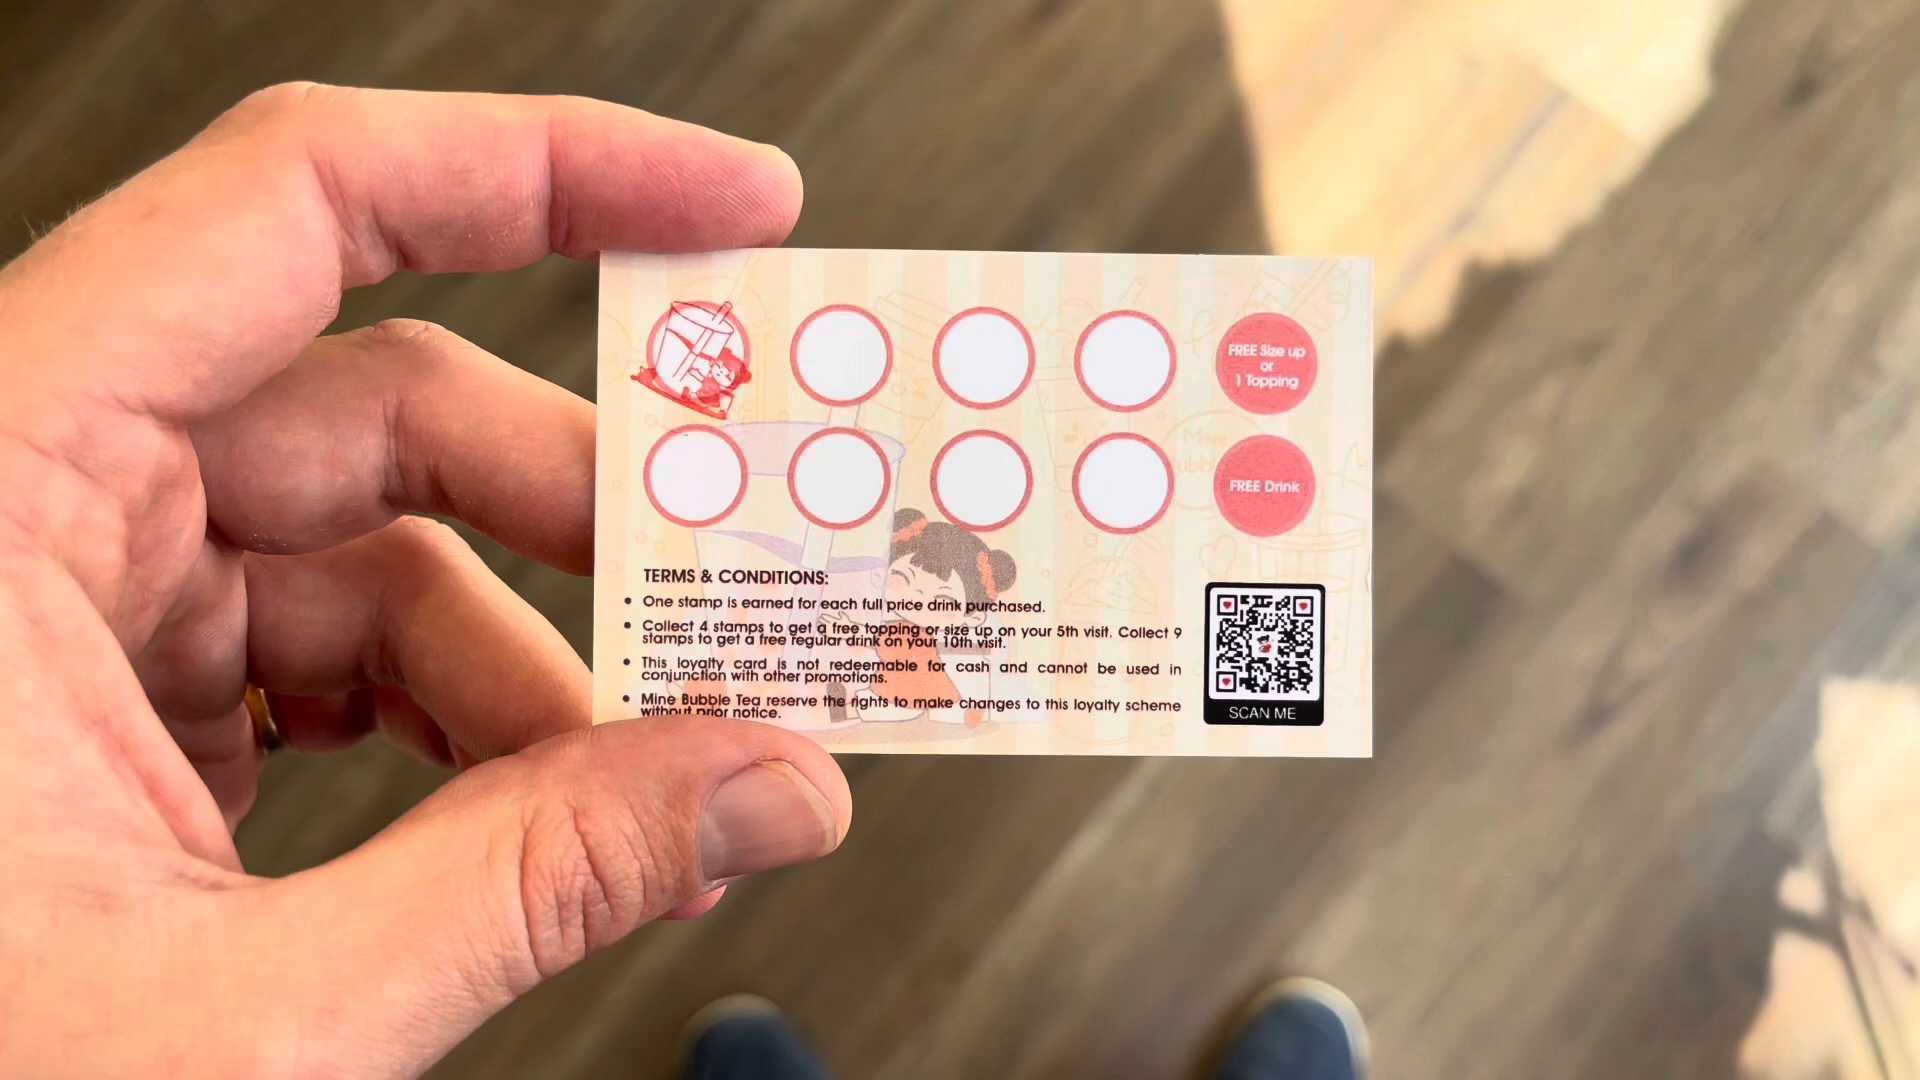 FREE Size up
or
1 Topping
FREE Drink
TERMS & CONDITIONS:
• One stamp is earned for each full price drink purchased.
• Collect 4 stamps to get a free topping or size up on your 5th visit. Collect 9
stamps to get a free regular drink on your 10th visit.
• This loyalty card is not redeemable for cash and cannot be used in
conjunction with other promotions.
• Mine Bubble Tea reserve the rights to make changes to this loyalty scheme
without prior notice.
SCAN ME
Mine
Bubbl